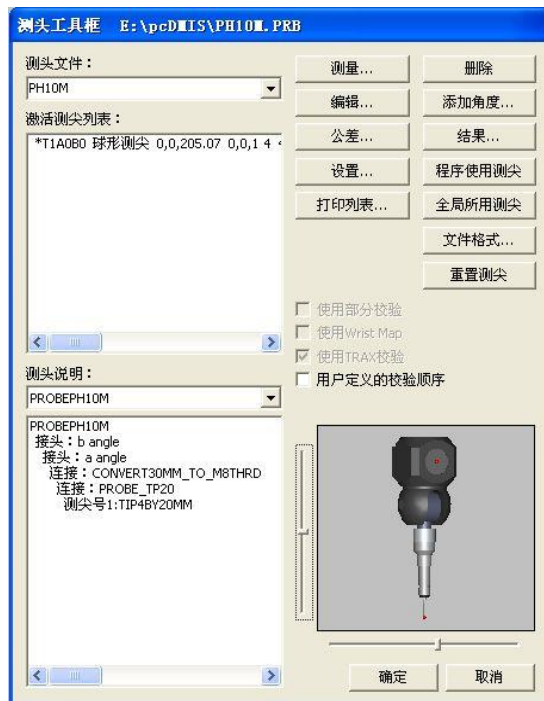 测头工具框 E:\pcDMIS\PH10M.PRB
测头文件：
PH10M
激活测尖列表：
*T1A0B0 球形测尖 0,0,205.07 0,0,1 4
测头说明：
PROBEPH10M
PROBEPH10M
接头：b angle
接头：a angle
连接：CONVERT30MM_TO_M8THRD
连接：PROBE_TP20
测尖号1:TIP4BY20MM
测量... 删除
编辑... 添加角度...
公差... 结果...
设置... 程序使用测尖
打印列表... 全局所用测尖
文件格式...
重置测尖
使用部分校验
使用Wrist Map
使用TRAX校验
用户定义的校验顺序
确定 取消